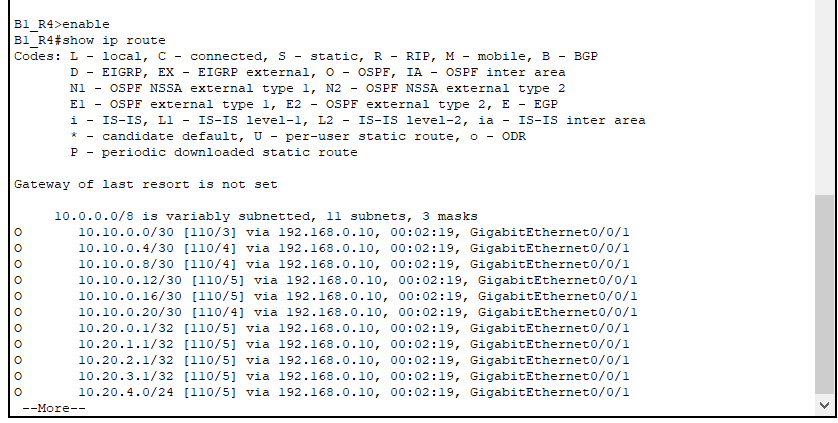 B1_R4>enable
B1_R4#show ip route
Codes: L - local, C - connected, S - static, R - RIP, M - mobile, B - BGP
D - EIGRP, EX - EIGRP external, O - OSPF, IA - OSPF inter area
N1 - OSPF NSSA external type 1, N2 - OSPF NSSA external type 2
E1 - OSPF external type 1, E2 - OSPF external type 2, E - EGP
i - IS-IS, L1 - IS-IS level-1, L2 - IS-IS level-2, ia - IS-IS inter area
* - candidate default, U - per-user static route, o - ODR
P - periodic downloaded static route
Gateway of last resort is not set
10.0.0.0/8 is variably subnetted, 11 subnets, 3 masks
O 10.10.0.0/30 [110/3] via 192.168.0.10, 00:02:19, GigabitEthernet0/0/1
O 10.10.0.4/30 [110/4] via 192.168.0.10, 00:02:19, GigabitEthernet0/0/1
O 10.10.0.8/30 [110/4] via 192.168.0.10, 00:02:19, GigabitEthernet0/0/1
O 10.10.0.12/30 [110/5] via 192.168.0.10, 00:02:19, GigabitEthernet0/0/1
O 10.10.0.16/30 [110/5] via 192.168.0.10, 00:02:19, GigabitEthernet0/0/1
O 10.10.0.20/30 [110/4] via 192.168.0.10, 00:02:19, GigabitEthernet0/0/1
O 10.20.0.1/32 [110/5] via 192.168.0.10, 00:02:19, GigabitEthernet0/0/1
O 10.20.1.1/32 [110/5] via 192.168.0.10, 00:02:19, GigabitEthernet0/0/1
O 10.20.2.1/32 [110/5] via 192.168.0.10, 00:02:19, GigabitEthernet0/0/1
O 10.20.3.1/32 [110/5] via 192.168.0.10, 00:02:19, GigabitEthernet0/0/1
O 10.20.4.0/24 [110/5] via 192.168.0.10, 00:02:19, GigabitEthernet0/0/1
--More--